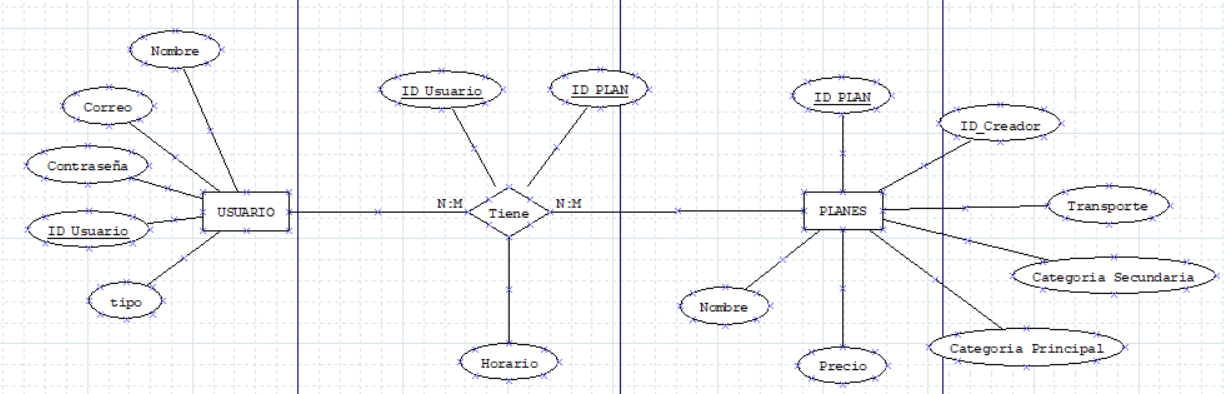 Nombre
Correo
Contraseña
ID Usuario
tipo
USUARIO
N:M
Tiene
N:M
ID Usuario
ID PLAN
Horario
PLANES
ID PLAN
ID_Creador
Transporte
Categoria Secundaria
Categoria Principal
Precio
Nombre